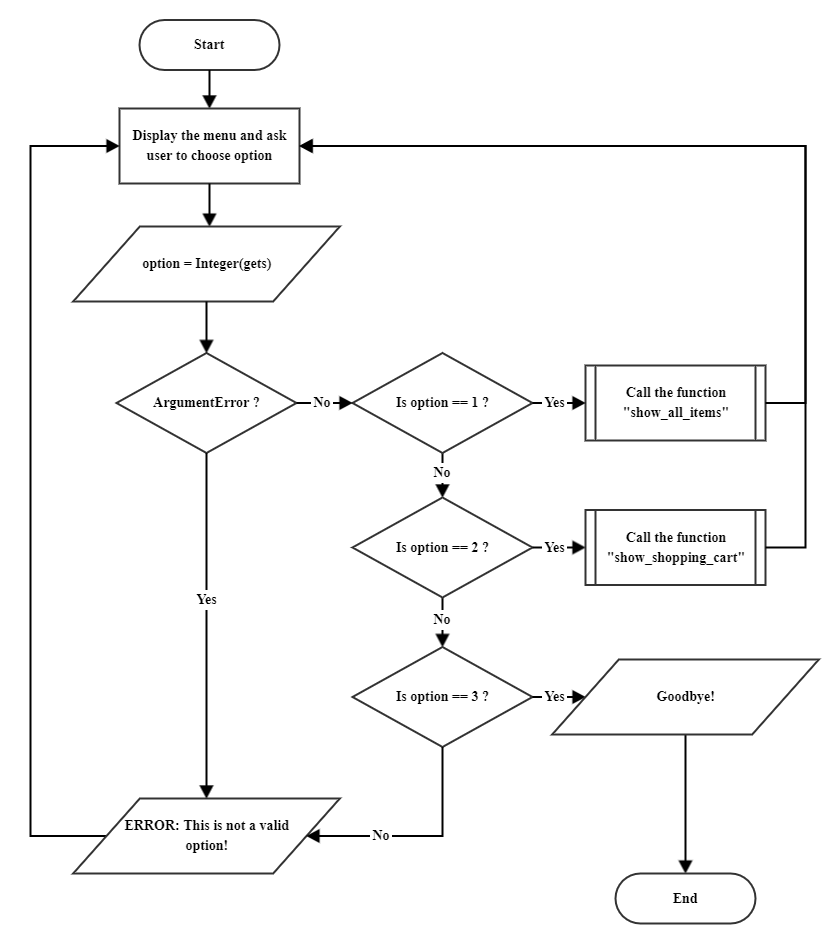 Start
Display the menu and ask
user to choose option
option = Integer(gets)
ArgumentError ?
No
Is option == 1 ?
Yes
Call the function
"show_all_items"
No
Is option == 2 ?
Yes
Call the function
"show_shopping_cart"
Yes
No
Is option == 3 ?
Yes
Goodbye!
ERROR: This is not a valid
option!
No
End